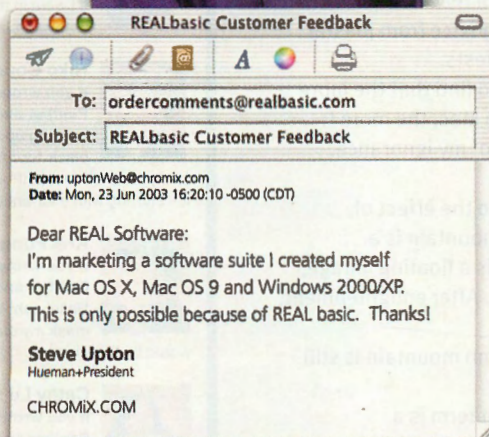 REALbasic Customer Feedback
To: ordercomments@realbasic.com
Subject: REALbasic Customer Feedback
From: uptonWeb@chromix.com
Date: Mon, 23 Jun 2003 16:20:10 -0500 (CDT)
Dear REAL Software:
I'm marketing a software suite I created myself
for Mac OS X, Mac OS 9 and Windows 2000/XP.
This is only possible because of REAL basic. Thanks!
Steve Upton
Hueman+President
CHROMiX.COM